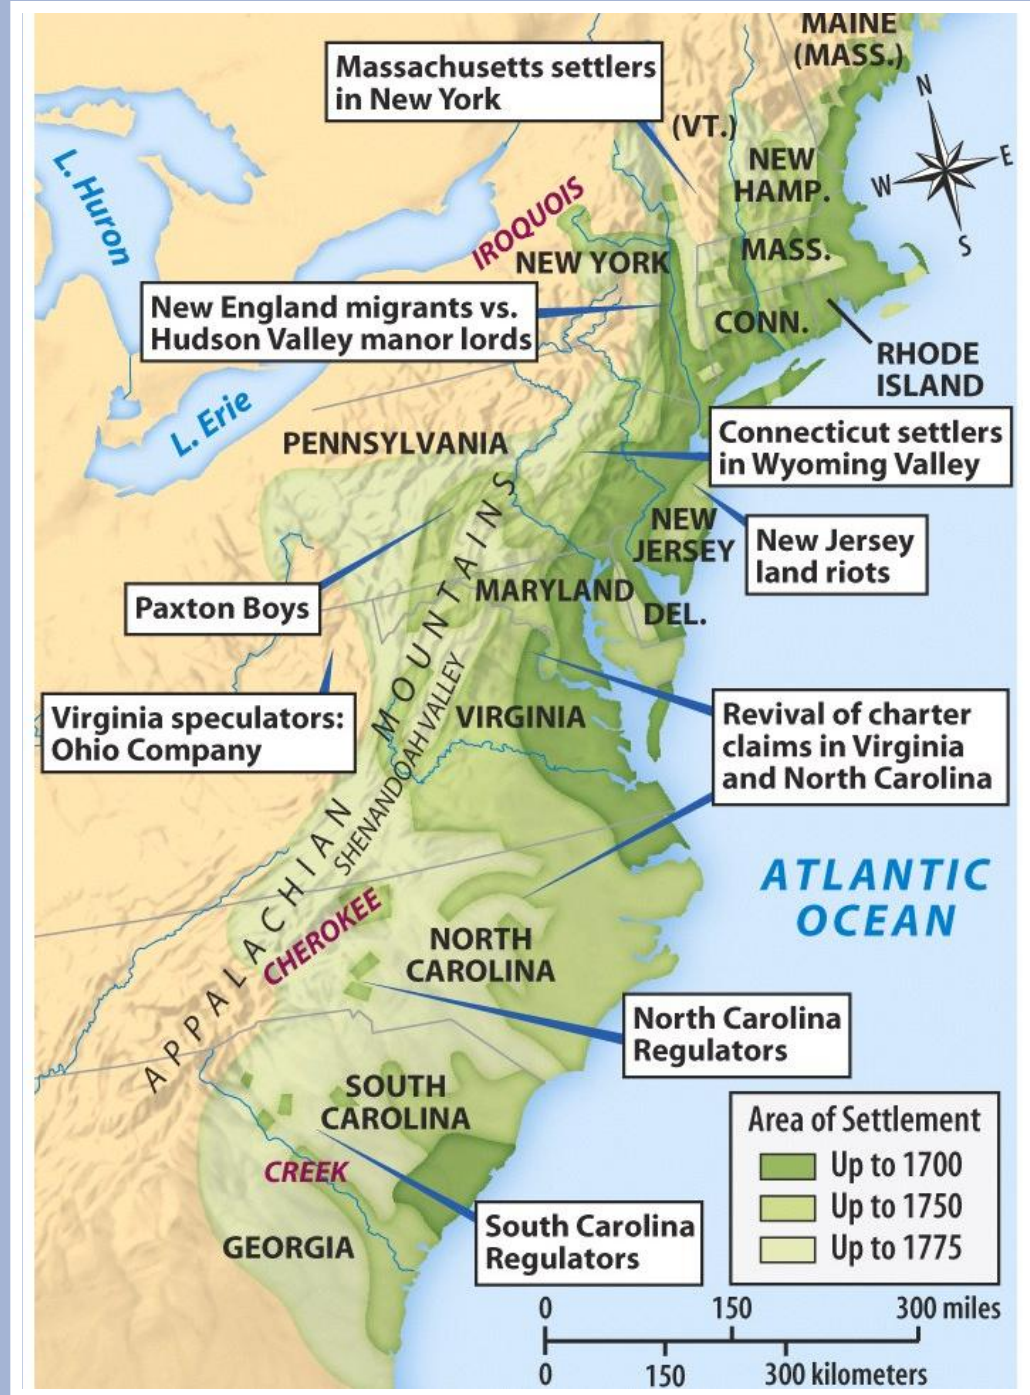 MAINE
(MASS.)
Massachusetts settlers
in New York
(VT.)
N
E
W
S
NEW
HAMP.
L. Huron
IROQUOIS
NEW YORK
MASS.
New England migrants vs.
Hudson Valley manor lords
CONN.
RHODE
ISLAND
L. Erie
PENNSYLVANIA
Connecticut settlers
in Wyoming Valley
NEW
JERSEY
New Jersey
land riots
Paxton Boys
MARYLAND
DEL.
Virginia speculators:
Ohio Company
APPALACHIAN MOUNTAINS
SHENANDOAH VALLEY
VIRGINIA
Revival of charter
claims in Virginia
and North Carolina
ATLANTIC
OCEAN
CHEROKEE
NORTH
CAROLINA
North Carolina
Regulators
SOUTH
CAROLINA
CREEK
GEORGIA
South Carolina
Regulators
Area of Settlement
Up to 1700
Up to 1750
Up to 1775
0 150 300 miles
0 150 300 kilometers